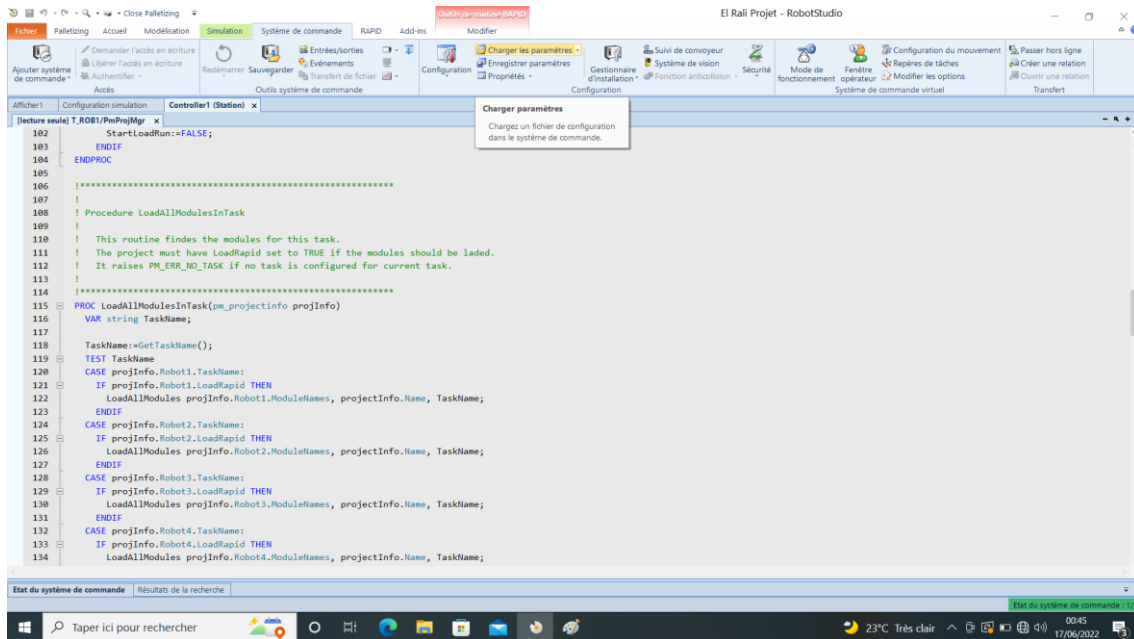 Close Palletizing
Outils de routine RAPID
El Rali Projet - RobotStudio
Fichier Palletizing Accueil Modélisation Simulation Système de commande RAPID Add-ins Modifier
Ajouter système de commande
Demander l'accès en écriture
Libérer l'accès en écriture
Authentifier
Accès
Redémarrer Sauvegarder
Entrées/sorties
Evénements
Transfert de fichier
Outils système de commande
Configuration
Charger les paramètres
Enregistrer paramètres
Propriétés
Gestionnaire d'installation
Suivi de convoyeur
Système de vision
Fonction anticollision
Sécurité
Configuration
Mode de fonctionnement
Fenêtre opérateur
Configuration du mouvement
Repères de tâches
Modifier les options
Système de commande virtuel
Passer hors ligne
Créer une relation
Ouvrir une relation
Transfert
Afficher1 Configuration simulation Controller1 (Station) x
[lecture seule] T_ROB1/PmProjMgr x
Charger paramètres
Chargez un fichier de configuration
dans le système de commande.
102 StartLoadRun:=FALSE;
103 ENDIF
104 ENDPROC
105
106 !***********************************************************
107 !
108 ! Procedure LoadAllModulesInTask
109 !
110 ! This routine findes the modules for this task.
111 ! The project must have LoadRapid set to TRUE if the modules should be laded.
112 ! It raises PM_ERR_NO_TASK if no task is configured for current task.
113 !
114 !***********************************************************
115 PROC LoadAllModulesInTask(pm_projectinfo projInfo)
116 VAR string TaskName;
117
118 TaskName:=GetTaskName();
119 TEST TaskName
120 CASE projInfo.Robot1.TaskName:
121 IF projInfo.Robot1.LoadRapid THEN
122 LoadAllModules projInfo.Robot1.ModuleNames, projectInfo.Name, TaskName;
123 ENDIF
124 CASE projInfo.Robot2.TaskName:
125 IF projInfo.Robot2.LoadRapid THEN
126 LoadAllModules projInfo.Robot2.ModuleNames, projectInfo.Name, TaskName;
127 ENDIF
128 CASE projInfo.Robot3.TaskName:
129 IF projInfo.Robot3.LoadRapid THEN
130 LoadAllModules projInfo.Robot3.ModuleNames, projectInfo.Name, TaskName;
131 ENDIF
132 CASE projInfo.Robot4.TaskName:
133 IF projInfo.Robot4.LoadRapid THEN
134 LoadAllModules projInfo.Robot4.ModuleNames, projectInfo.Name, TaskName;
Etat du système de commande Résultats de la recherche
Etat du système de commande : 1/
Taper ici pour rechercher
23°C Très clair
00:45
17/06/2022
3